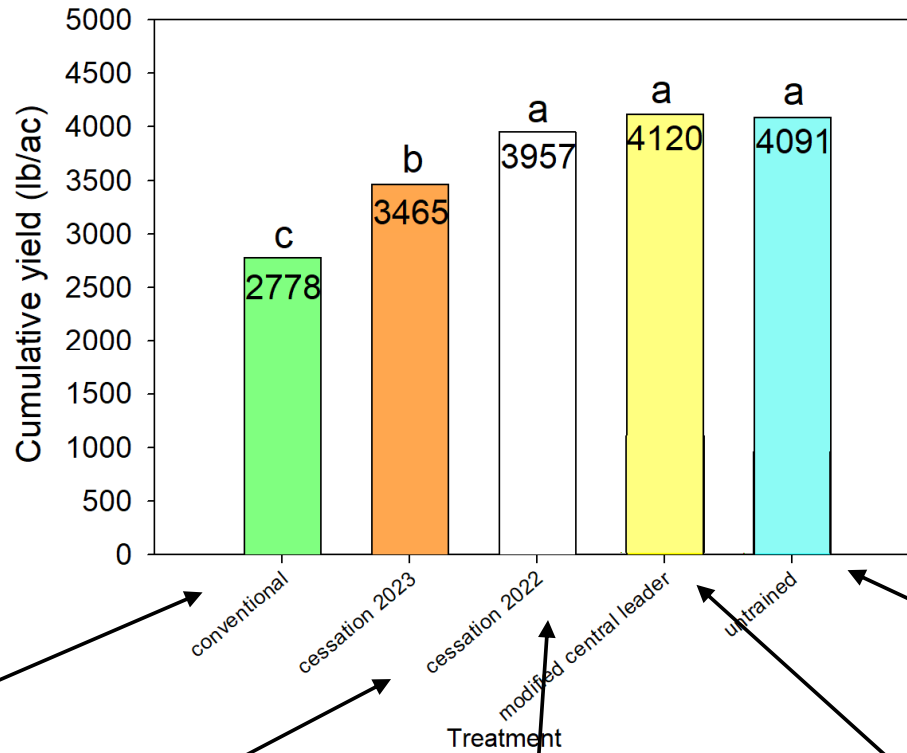 5000
4500
4000
3500
3000
2500
2000
1500
1000
500
0
Cumulative yield (lb/ac)
c
b
a
a
a
2778
3465
3957
4120
4091
conventional
cessation 2023
cessation 2022
modified central leader
untrained
Treatment